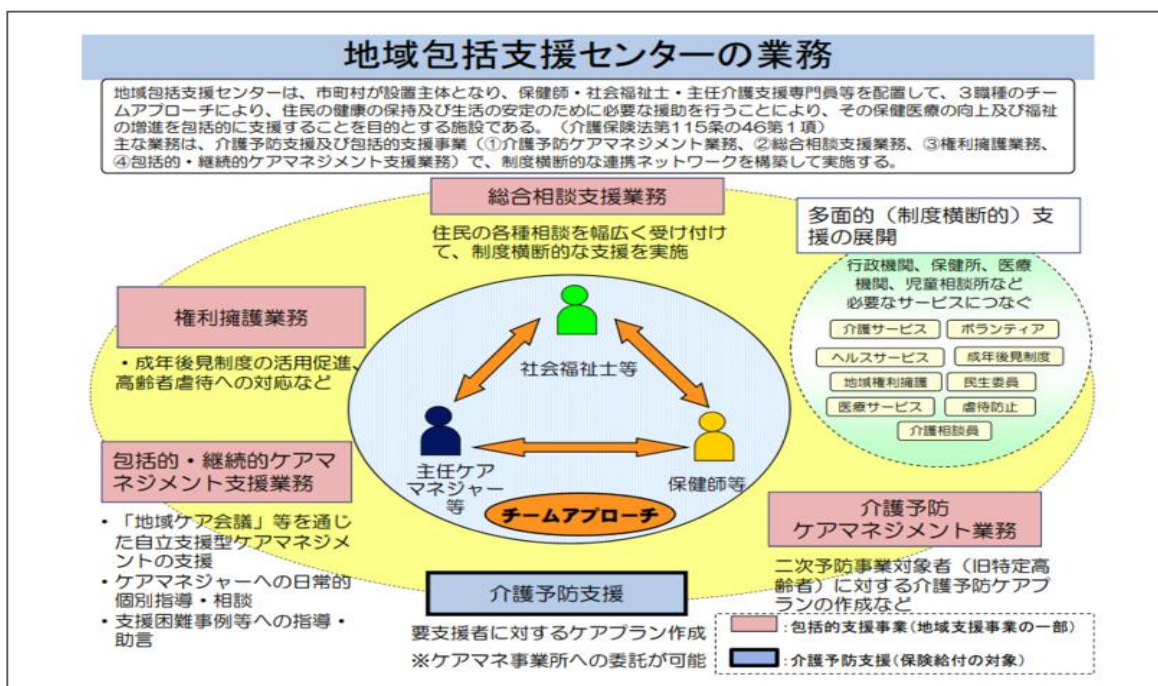 地域包括支援センターの業務
地域包括支援センターは、市町村が設置主体となり、保健師・社会福祉士・主任介護支援専門員等を配置して、3職種のチー
ムアプローチにより、住民の健康の保持及び生活の安定のために必要な援助を行うことにより、その保健医療の向上及び福祉
の増進を包括的に支援することを目的とする施設である。（介護保険法第115条の46第1項）
主な業務は、介護予防支援及び包括的支援事業（①介護予防ケアマネジメント業務、②総合相談支援業務、③権利擁護業務、
④包括的・継続的ケアマネジメント支援業務）で、制度横断的な連携ネットワークを構築して実施する。
総合相談支援業務
住民の各種相談を幅広く受け付け
て、制度横断的な支援を実施
多面的（制度横断的）支
援の展開
行政機関、保健所、医療
機関、児童相談所など
必要なサービスにつなぐ
介護サービス
ボランティア
ヘルスサービス
成年後見制度
地域権利擁護
民生委員
医療サービス
虐待防止
介護相談員
権利擁護業務
・成年後見制度の活用促進、
高齢者虐待への対応など
社会福祉士等
主任ケア
マネジャー
等
保健師等
チームアプローチ
包括的・継続的ケアマ
ネジメント支援業務
・「地域ケア会議」等を通じ
た自立支援型ケアマネジメ
ントの支援
・ケアマネジャーへの日常的
個別指導・相談
・支援困難事例等への指導・
助言
介護予防支援
要支援者に対するケアプラン作成
※ケアマネ事業所への委託が可能
介護予防
ケアマネジメント業務
二次予防事業対象者（旧特定高
齢者）に対する介護予防ケアプ
ランの作成など
：包括的支援事業（地域支援事業の一部）
：介護予防支援（保険給付の対象）